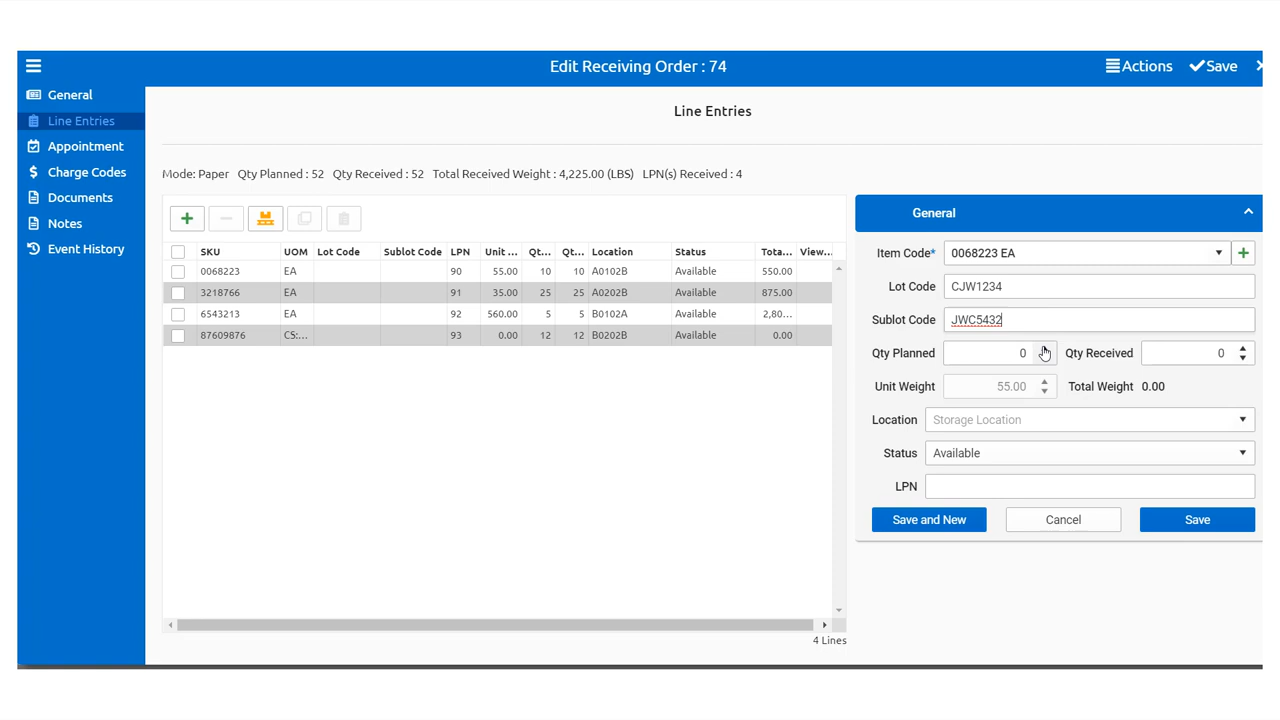 Edit Receiving Order : 74
Actions Save
General
Line Entries
Appointment
Charge Codes
Documents
Notes
Event History
Line Entries
Mode: Paper Qty Planned : 52 Qty Received : 52 Total Received Weight : 4,225.00 (LBS) LPN(s) Received : 4
SKU UOM Lot Code Sublot Code LPN Unit ... Qt... Qt... Location Status Tota... View...
0068223 EA 90 55.00 10 10 A0102B Available 550.00
3218766 EA 91 35.00 25 25 A0202B Available 875.00
6543213 EA 92 560.00 5 5 B0102A Available 2,80...
87609876 CS:... 93 0.00 12 12 B0202B Available 0.00
4 Lines
General
Item Code* 0068223 EA
Lot Code CJW1234
Sublot Code JWC5432
Qty Planned 0 Qty Received 0
Unit Weight 55.00 Total Weight 0.00
Location Storage Location
Status Available
LPN
Save and New Cancel Save